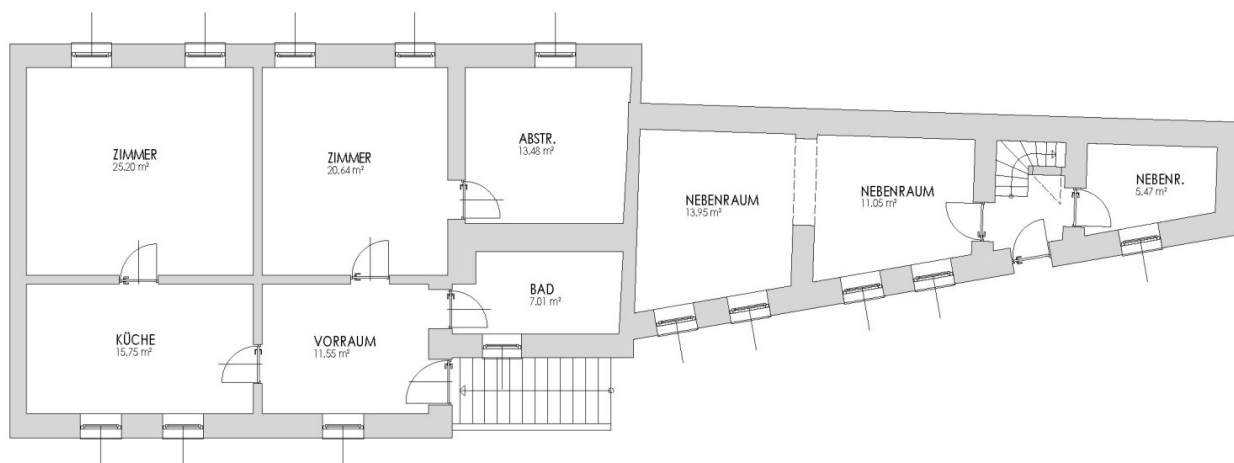 ZIMMER
25.20 m²
ZIMMER
20.64 m²
ABSTR.
13.48 m²
NEBENRAUM
13.95 m²
NEBENRAUM
11.05 m²
NEBENR.
5.47 m²
KÜCHE
15.75 m²
VORRAUM
11.55 m²
BAD
7.01 m²